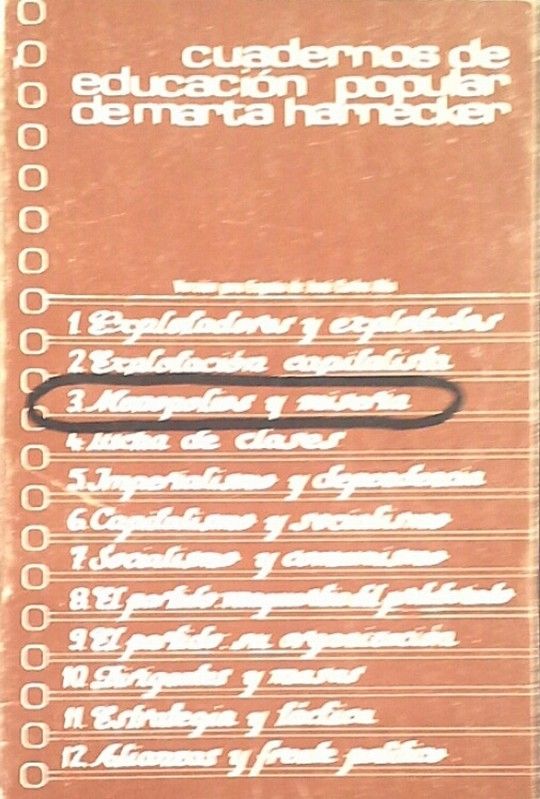 cuadernos de
educación popular
de marta harnecker
1. Explotadores y explotados
2. Explotación capitalista
3. Monopolios y miseria
4. Lucha de clases
5. Imperialismo y dependencia
6. Capitalismo y socialismo
7. Socialismo y comunismo
8. El partido vanguardia del proletariado
9. El partido su organización
10. Dirigentes y masas
11. Estrategia y táctica
12. Alianzas y frente político